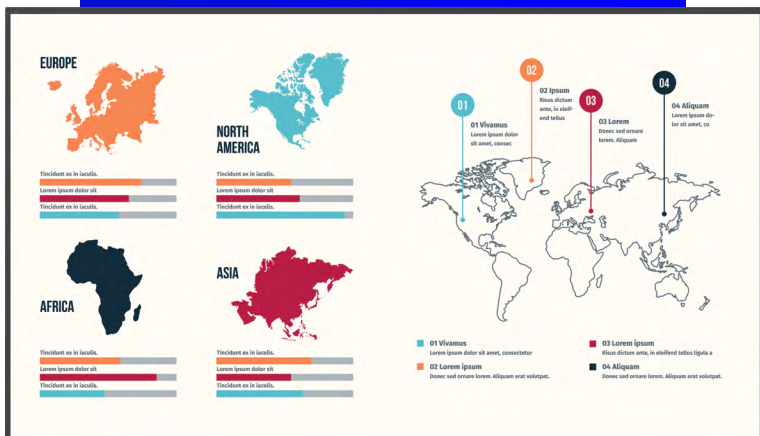 EUROPE
Tincidunt ex in iaculis.
Lorem ipsum dolor sit
Tincidunt ex in iaculis.
NORTH
AMERICA
Tincidunt ex in iaculis.
Lorem ipsum dolor sit
Tincidunt ex in iaculis.
AFRICA
Tincidunt ex in iaculis.
Lorem ipsum dolor sit
Tincidunt ex in iaculis.
ASIA
Tincidunt ex in iaculis.
Lorem ipsum dolor sit
Tincidunt ex in iaculis.
01
01 Vivamus
Lorem ipsum dolor
sit amet, consec
02
02 Ipsum
Risus dictum
ante, in eleif-
end tellus
03
03 Lorem
Donec sed ornare
lorem. Aliquam
04
04 Aliquam
Lorem ipsum do-
lor sit amet, co
01 Vivamus
Lorem ipsum dolor sit amet, consectetur
02 Lorem ipsum
Donec sed ornare lorem. Aliquam erat volutpat.
03 Lorem ipsum
Risus dictum ante, in eleifend tellus ligula a
04 Aliquam
Donec sed ornare lorem. Aliquam erat volutpat.